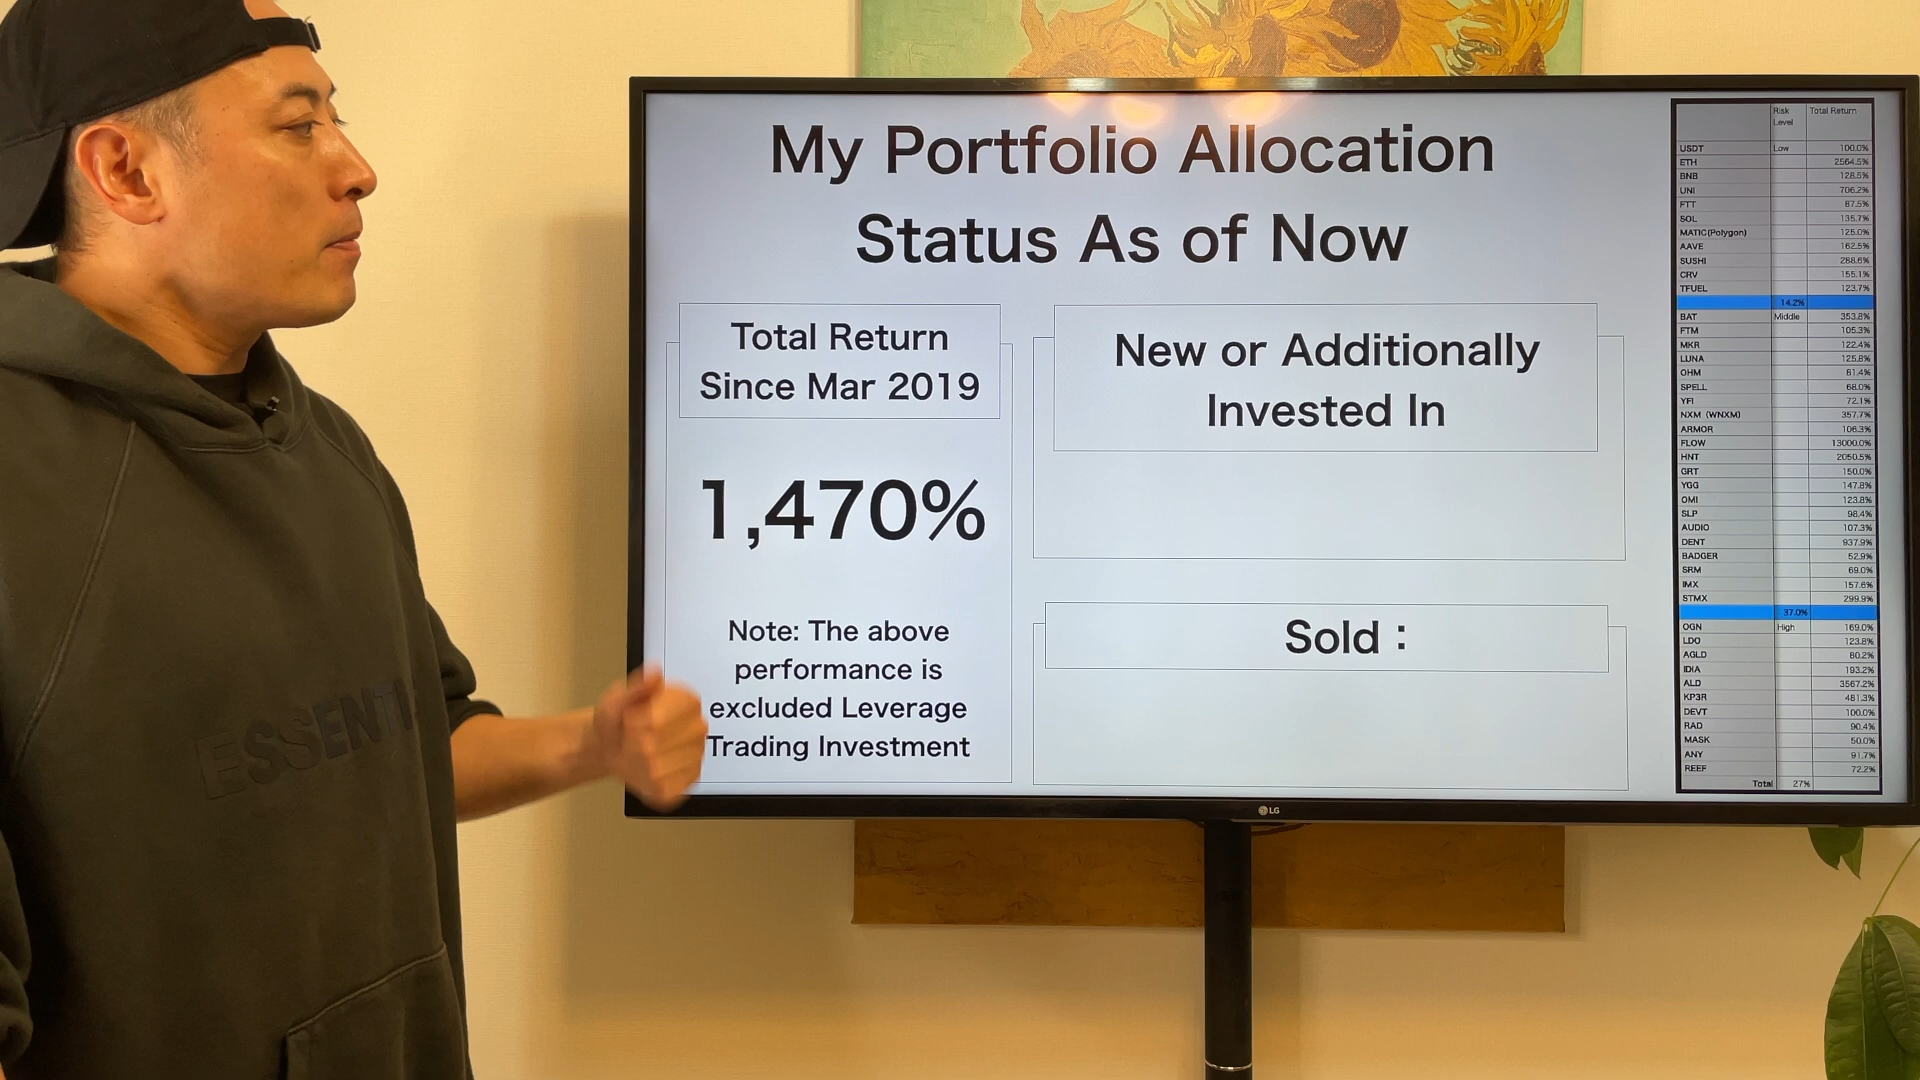 My Portfolio Allocation
Status As of Now
Total Return
Since Mar 2019
1,470%
Note: The above
performance is
excluded Leverage
Trading Investment
New or Additionally
Invested In
Sold :
Risk Level Total Return
USDT Low 100.0%
ETH 2564.5%
BNB 128.5%
UNI 706.2%
FTT 87.5%
SOL 135.7%
MATIC(Polygon) 125.0%
AAVE 162.5%
SUSHI 288.6%
CRV 155.1%
TFUEL 123.7%
14.2%
BAT Middle 353.8%
FTM 105.3%
MKR 122.4%
LUNA 125.8%
OHM 81.4%
SPELL 68.0%
YFI 72.1%
NXM (WNXM) 357.7%
ARMOR 106.3%
FLOW 13000.0%
HNT 2050.5%
GRT 150.0%
YGG 147.8%
OMI 123.8%
SLP 98.4%
AUDIO 107.3%
DENT 937.9%
BADGER 52.9%
SRM 69.0%
IMX 157.6%
STMX 299.9%
37.0%
OGN High 169.0%
LDO 123.8%
AGLD 80.2%
IDIA 193.2%
ALD 3567.2%
KP3R 481.3%
DEVT 100.0%
RAD 90.4%
MASK 50.0%
ANY 91.7%
REEF 72.2%
Total 27%
LG
ESSENTI